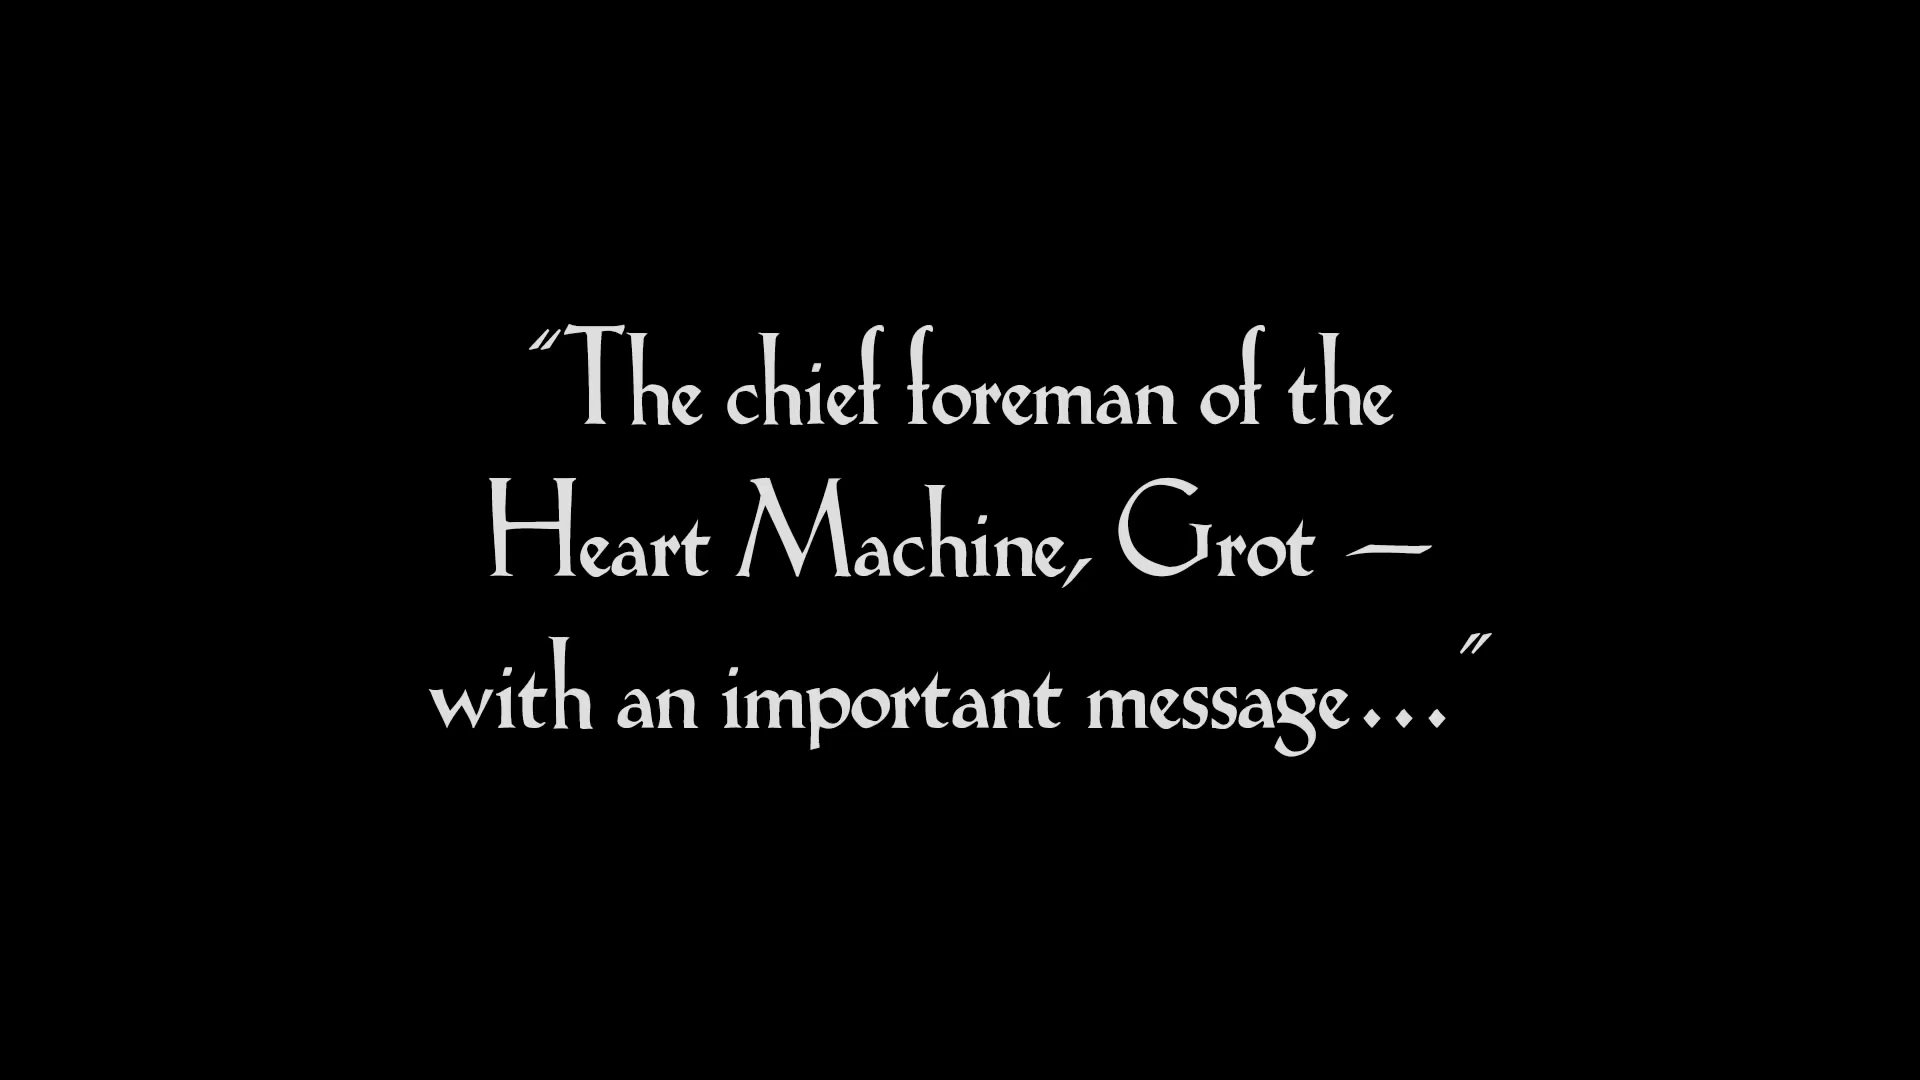 “The chief foreman of the
Heart Machine, Grot —
with an important message...”